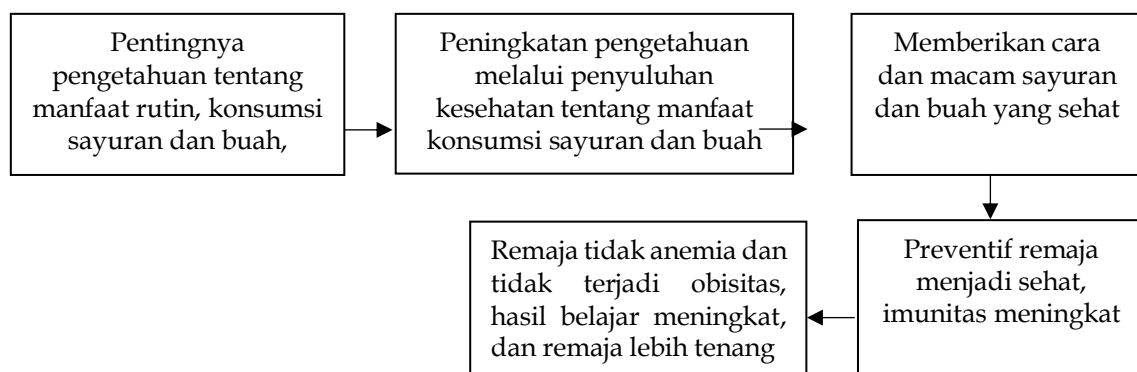 Pentingnya
pengetahuan tentang
manfaat rutin, konsumsi
sayuran dan buah,
Peningkatan pengetahuan
melalui penyuluhan
kesehatan tentang manfaat
konsumsi sayuran dan buah
Memberikan cara
dan macam sayuran
dan buah yang sehat
Preventif remaja
menjadi sehat,
imunitas meningkat
Remaja tidak anemia dan
tidak terjadi obisitas,
hasil belajar meningkat,
dan remaja lebih tenang